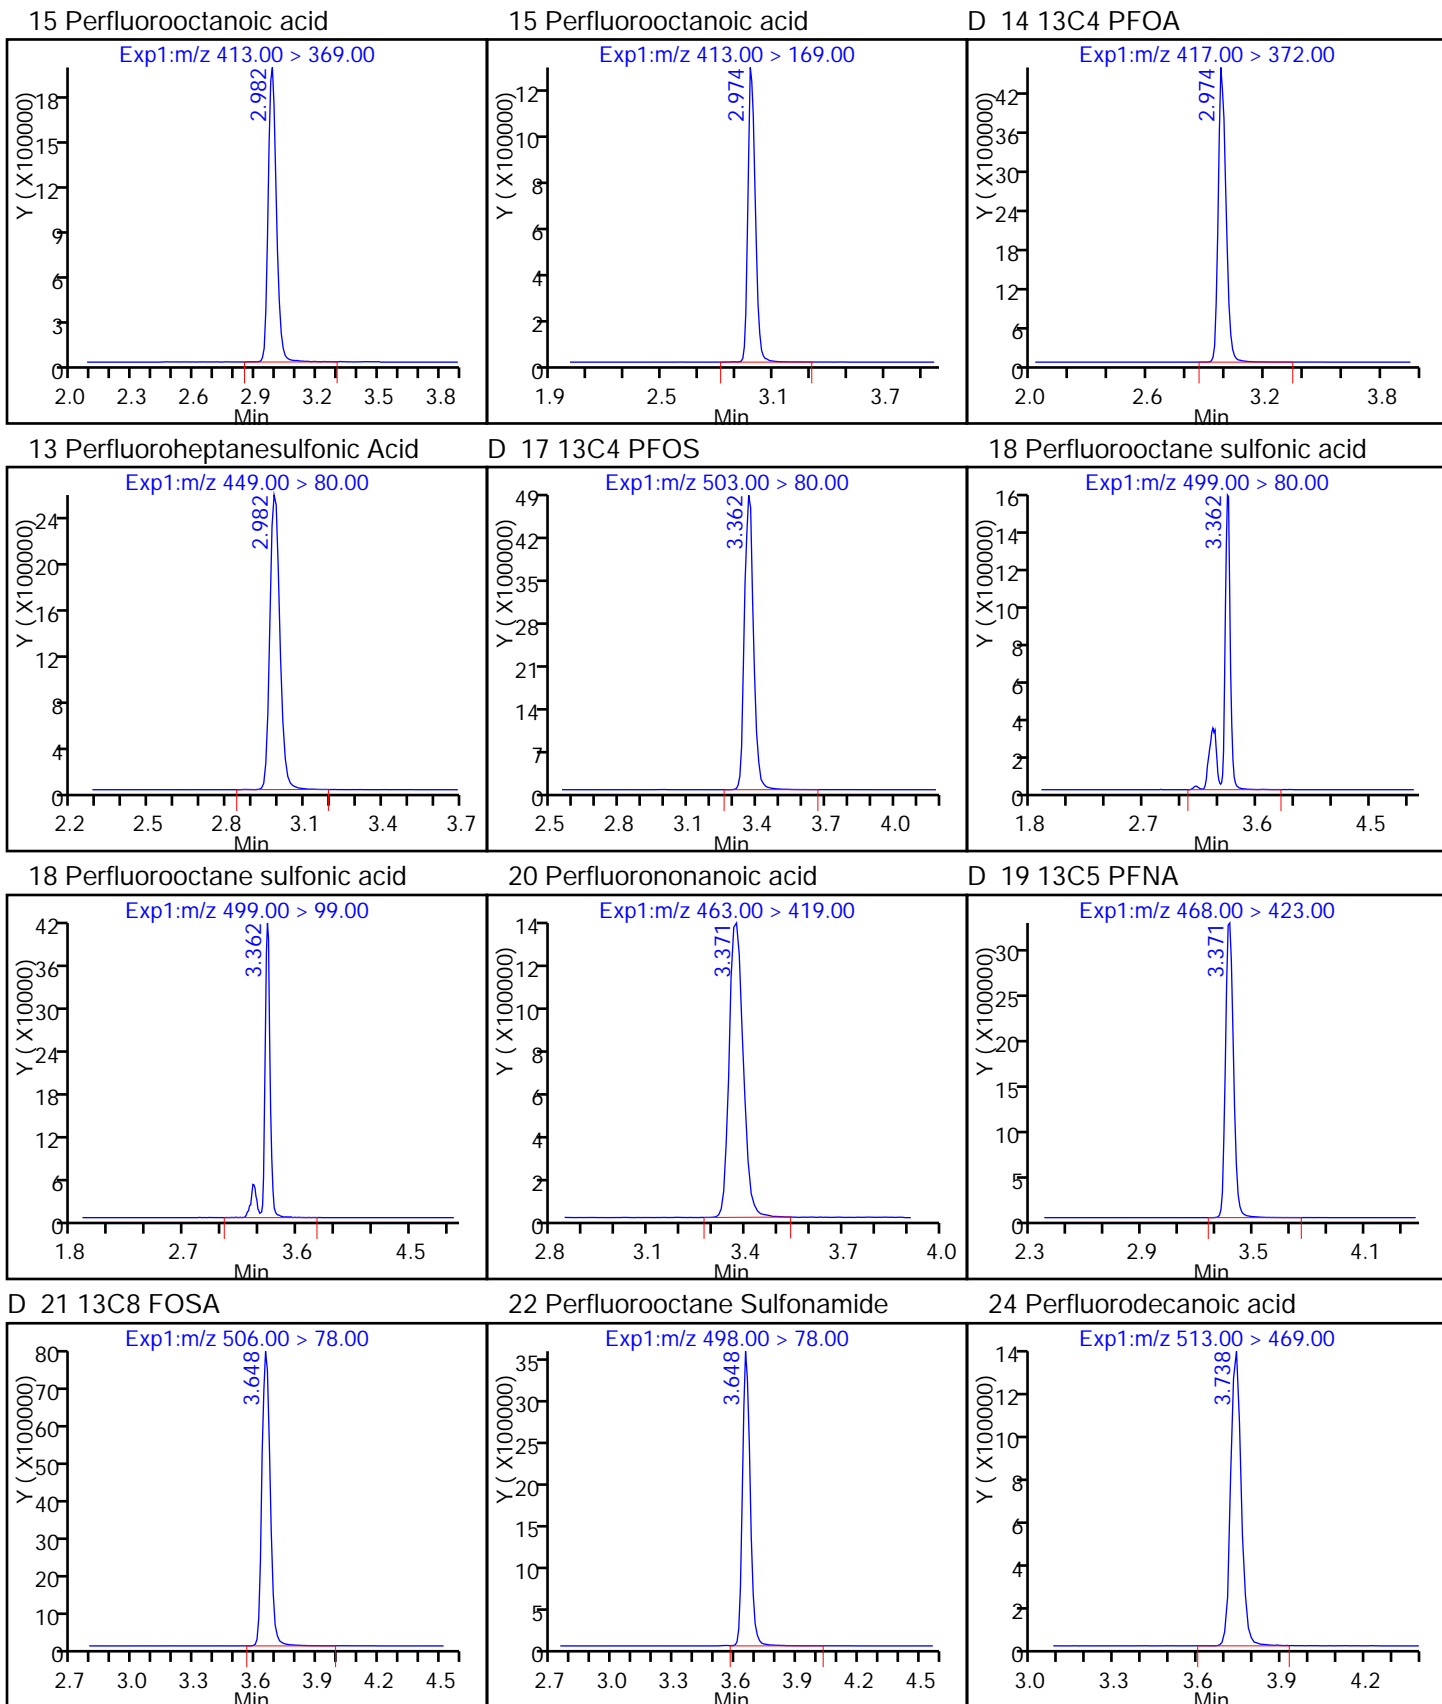 15 Perfluorooctanoic acid
Exp1:m/z 413.00 > 369.00
2.982
Y ( X100000)
18
15
12
9
6
3
0
2.0 2.3 2.6 2.9 3.2 3.5 3.8
Min
15 Perfluorooctanoic acid
Exp1:m/z 413.00 > 169.00
2.974
Y ( X100000)
12
10
8
6
4
2
0
1.9 2.5 3.1 3.7
Min
D 14 13C4 PFOA
Exp1:m/z 417.00 > 372.00
2.974
Y ( X100000)
42
36
30
24
18
12
6
0
2.0 2.6 3.2 3.8
Min
13 Perfluoroheptanesulfonic Acid
Exp1:m/z 449.00 > 80.00
2.982
Y ( X100000)
24
20
16
12
8
4
0
2.2 2.5 2.8 3.1 3.4 3.7
Min
D 17 13C4 PFOS
Exp1:m/z 503.00 > 80.00
3.362
Y ( X100000)
49
42
35
28
21
14
7
0
2.5 2.8 3.1 3.4 3.7 4.0
Min
18 Perfluorooctane sulfonic acid
Exp1:m/z 499.00 > 80.00
3.362
Y ( X100000)
16
14
12
10
8
6
4
2
0
1.8 2.7 3.6 4.5
Min
18 Perfluorooctane sulfonic acid
Exp1:m/z 499.00 > 99.00
3.362
Y ( X100000)
42
36
30
24
18
12
6
0
1.8 2.7 3.6 4.5
Min
20 Perfluorononanoic acid
Exp1:m/z 463.00 > 419.00
3.371
Y ( X100000)
14
12
10
8
6
4
2
0
2.8 3.1 3.4 3.7 4.0
Min
D 19 13C5 PFNA
Exp1:m/z 468.00 > 423.00
3.371
Y ( X100000)
30
25
20
15
10
5
0
2.3 2.9 3.5 4.1
Min
D 21 13C8 FOSA
Exp1:m/z 506.00 > 78.00
3.648
Y ( X100000)
80
70
60
50
40
30
20
10
0
2.7 3.0 3.3 3.6 3.9 4.2 4.5
Min
22 Perfluorooctane Sulfonamide
Exp1:m/z 498.00 > 78.00
3.648
Y ( X100000)
35
30
25
20
15
10
5
0
2.7 3.0 3.3 3.6 3.9 4.2 4.5
Min
24 Perfluorodecanoic acid
Exp1:m/z 513.00 > 469.00
3.738
Y ( X100000)
14
12
10
8
6
4
2
0
3.0 3.3 3.6 3.9 4.2
Min